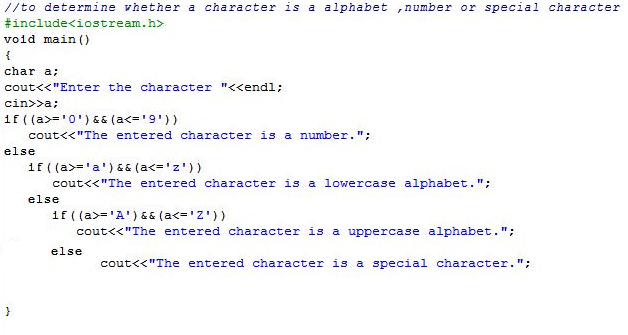 //to determine whether a character is a alphabet ,number or special character
#include<iostream.h>
void main()
{
char a;
cout<<"Enter the character "<<endl;
cin>>a;
if((a>='0')&&(a<='9'))
cout<<"The entered character is a number.";
else
if((a>='a')&&(a<='z'))
cout<<"The entered character is a lowercase alphabet.";
else
if((a>='A')&&(a<='Z'))
cout<<"The entered character is a uppercase alphabet.";
else
cout<<"The entered character is a special character.";
}